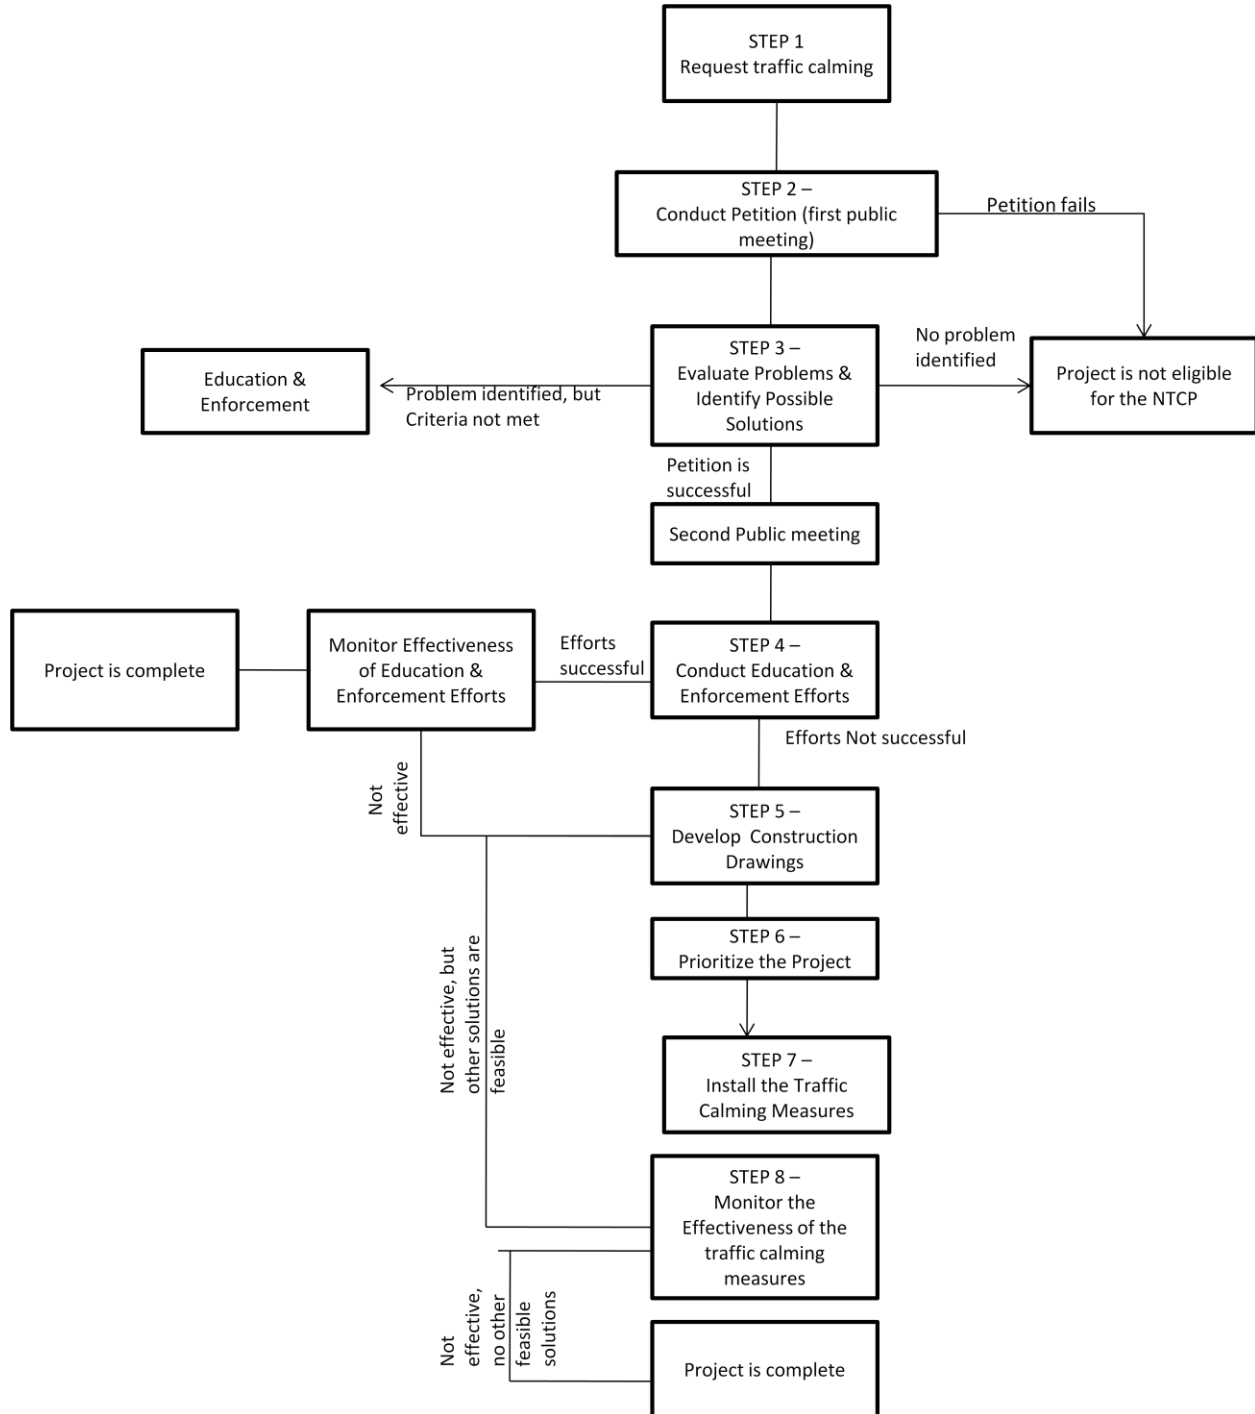 STEP 1
Request traffic calming
STEP 2 –
Conduct Petition (first public
meeting)
Petition fails
STEP 3 –
Evaluate Problems &
Identify Possible
Solutions
No problem
identified
Project is not eligible
for the NTCP
Education &
Enforcement
Problem identified, but
Criteria not met
Petition is
successful
Second Public meeting
STEP 4 –
Conduct Education &
Enforcement Efforts
Efforts
successful
Monitor Effectiveness
of Education &
Enforcement Efforts
Project is complete
Efforts Not successful
Not
effective
STEP 5 –
Develop Construction
Drawings
STEP 6 –
Prioritize the Project
Not effective, but
other solutions are
feasible
STEP 7 –
Install the Traffic
Calming Measures
STEP 8 –
Monitor the
Effectiveness of the
traffic calming
measures
Not
effective,
no other
feasible
solutions
Project is complete